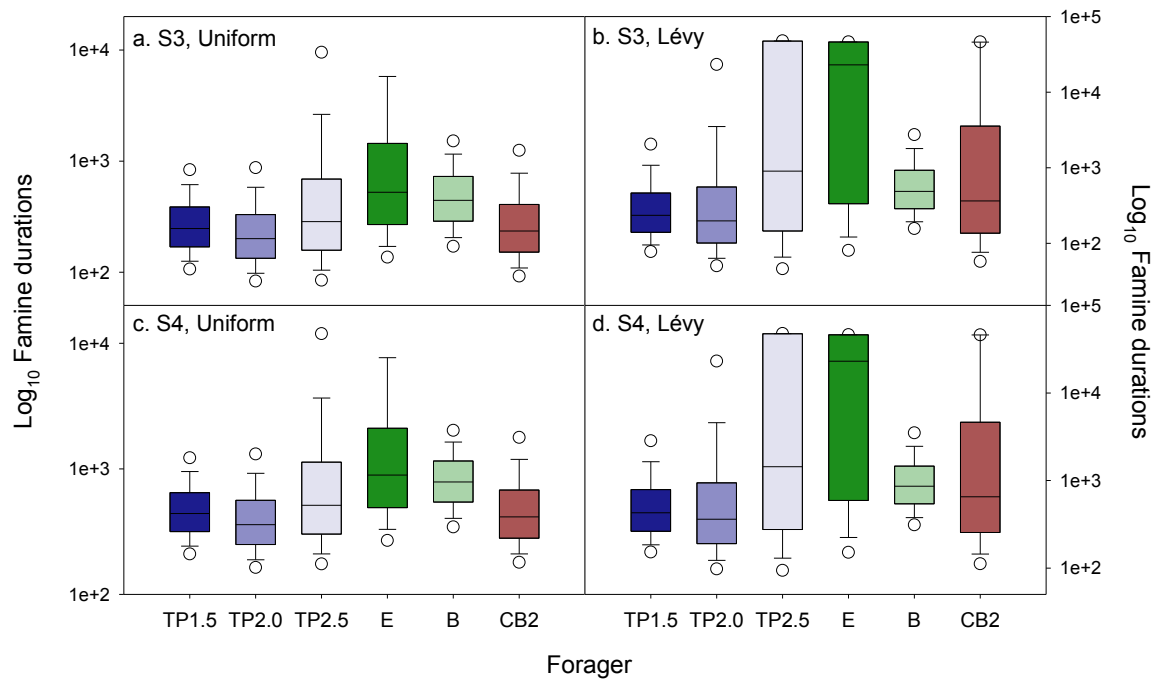 a. S3, Uniform
b. S3, Lévy
1e+4
1e+3
1e+2
1e+5
1e+4
1e+3
1e+2
c. S4, Uniform
d. S4, Lévy
1e+4
1e+3
1e+2
1e+5
1e+4
1e+3
1e+2
Log10 Famine durations
Log10 Famine durations
TP1.5 TP2.0 TP2.5 E B CB2
TP1.5 TP2.0 TP2.5 E B CB2
Forager